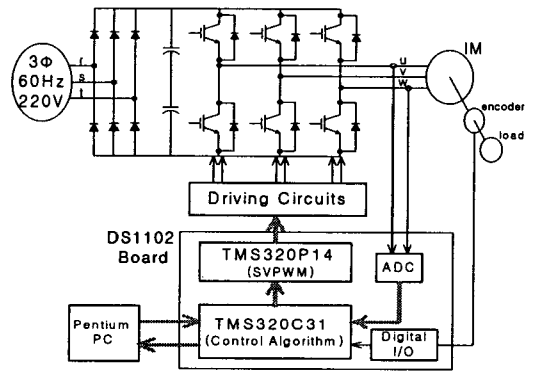 3Φ
60Hz
220V
r
s
t
u
v
w
IM
encoder
load
Driving Circuits
DS1102
Board
TMS320P14
(SVPWM)
ADC
Pentium
PC
TMS320C31
(Control Algorithm)
Digital
I/O